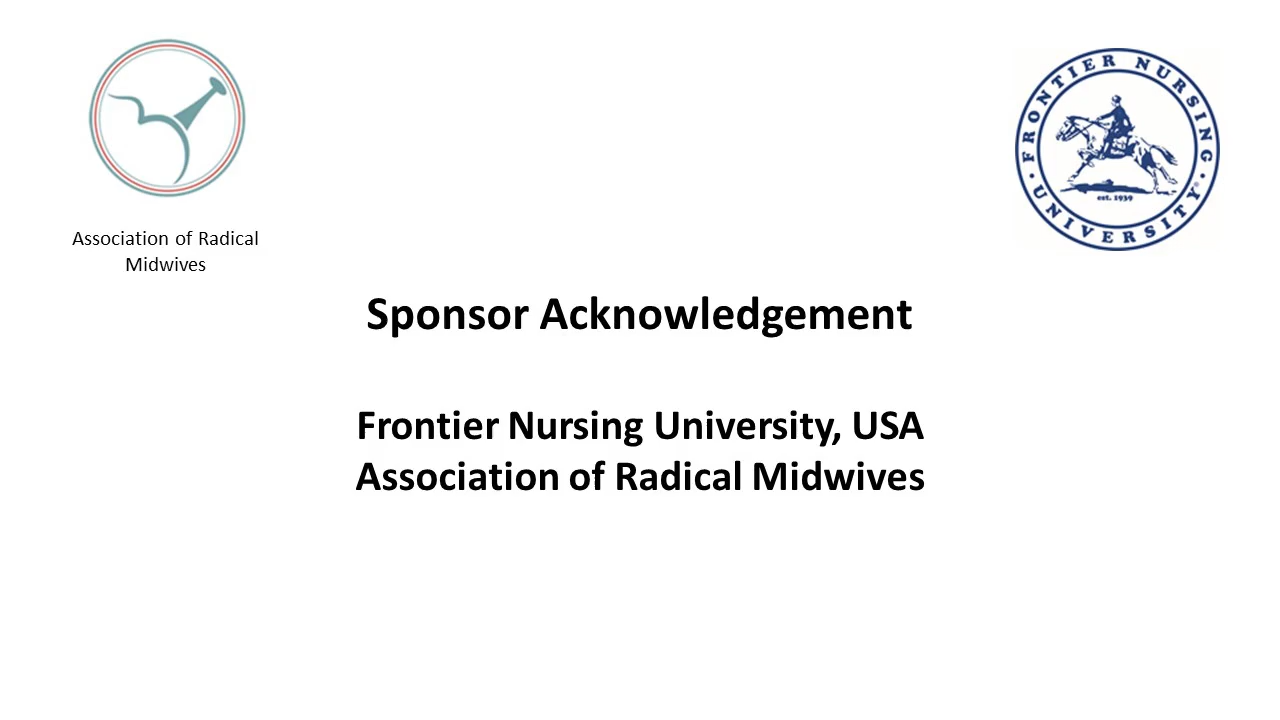 FRONTIER NURSING
UNIVERSITY
est. 1939
Association of Radical
Midwives
Sponsor Acknowledgement
Frontier Nursing University, USA
Association of Radical Midwives